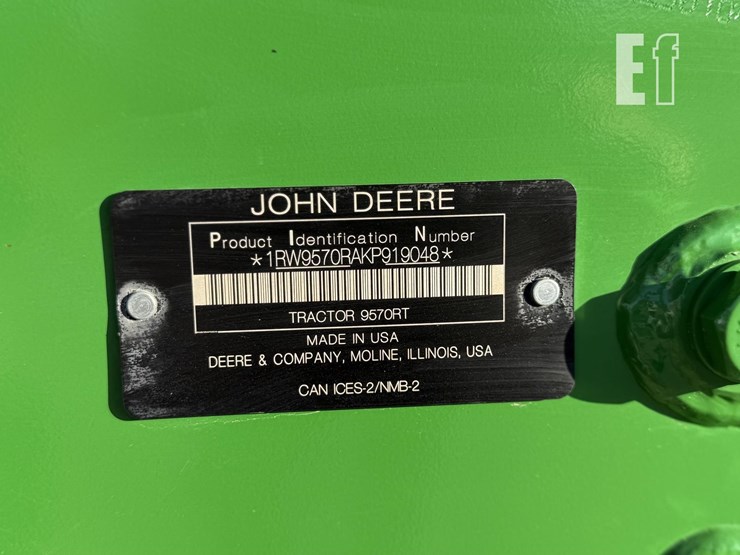 Ef
JOHN DEERE
Product Identification Number
*1RW9570RAKP919048*
TRACTOR 9570RT
MADE IN USA
DEERE & COMPANY, MOLINE, ILLINOIS, USA
CAN ICES-2/NMB-2